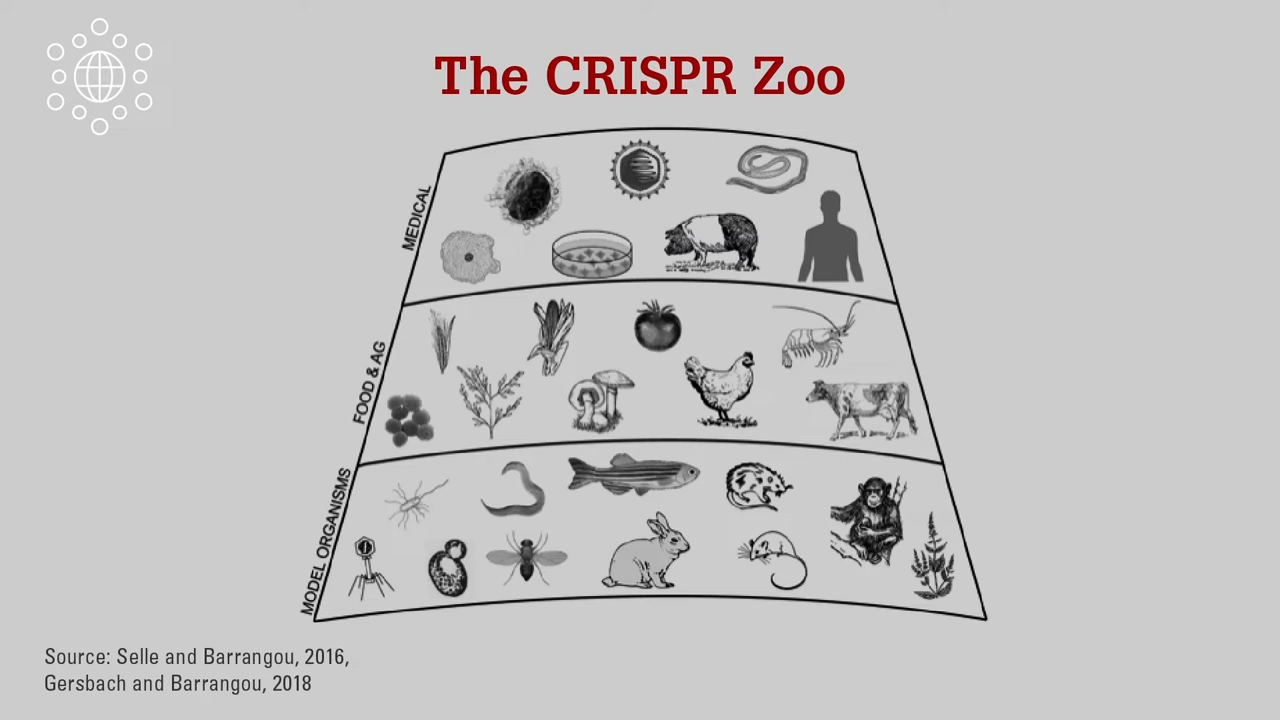 The CRISPR Zoo
MEDICAL
FOOD & AG
MODEL ORGANISMS
Source: Selle and Barrangou, 2016,
Gersbach and Barrangou, 2018